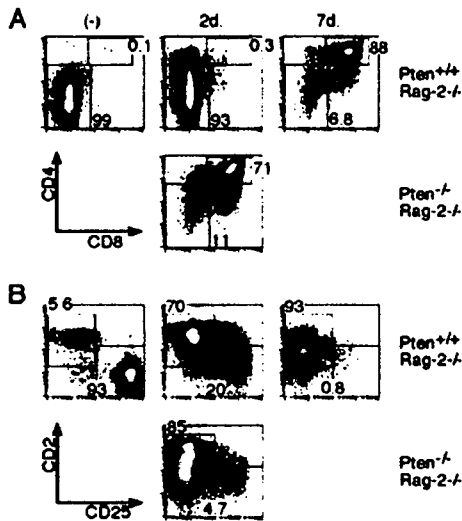 A
(-) 2d. 7d.
0.1 0.3 88
Pten+/+
Rag-2-/-
99 93 6.8
71
CD4
Pten-/-
Rag-2-/-
11
CD8
B
5 6 70 93
Pten+/+
Rag-2-/-
93 20 0.8
85
CD2
Pten-/-
Rag-2-/-
4.7
CD25